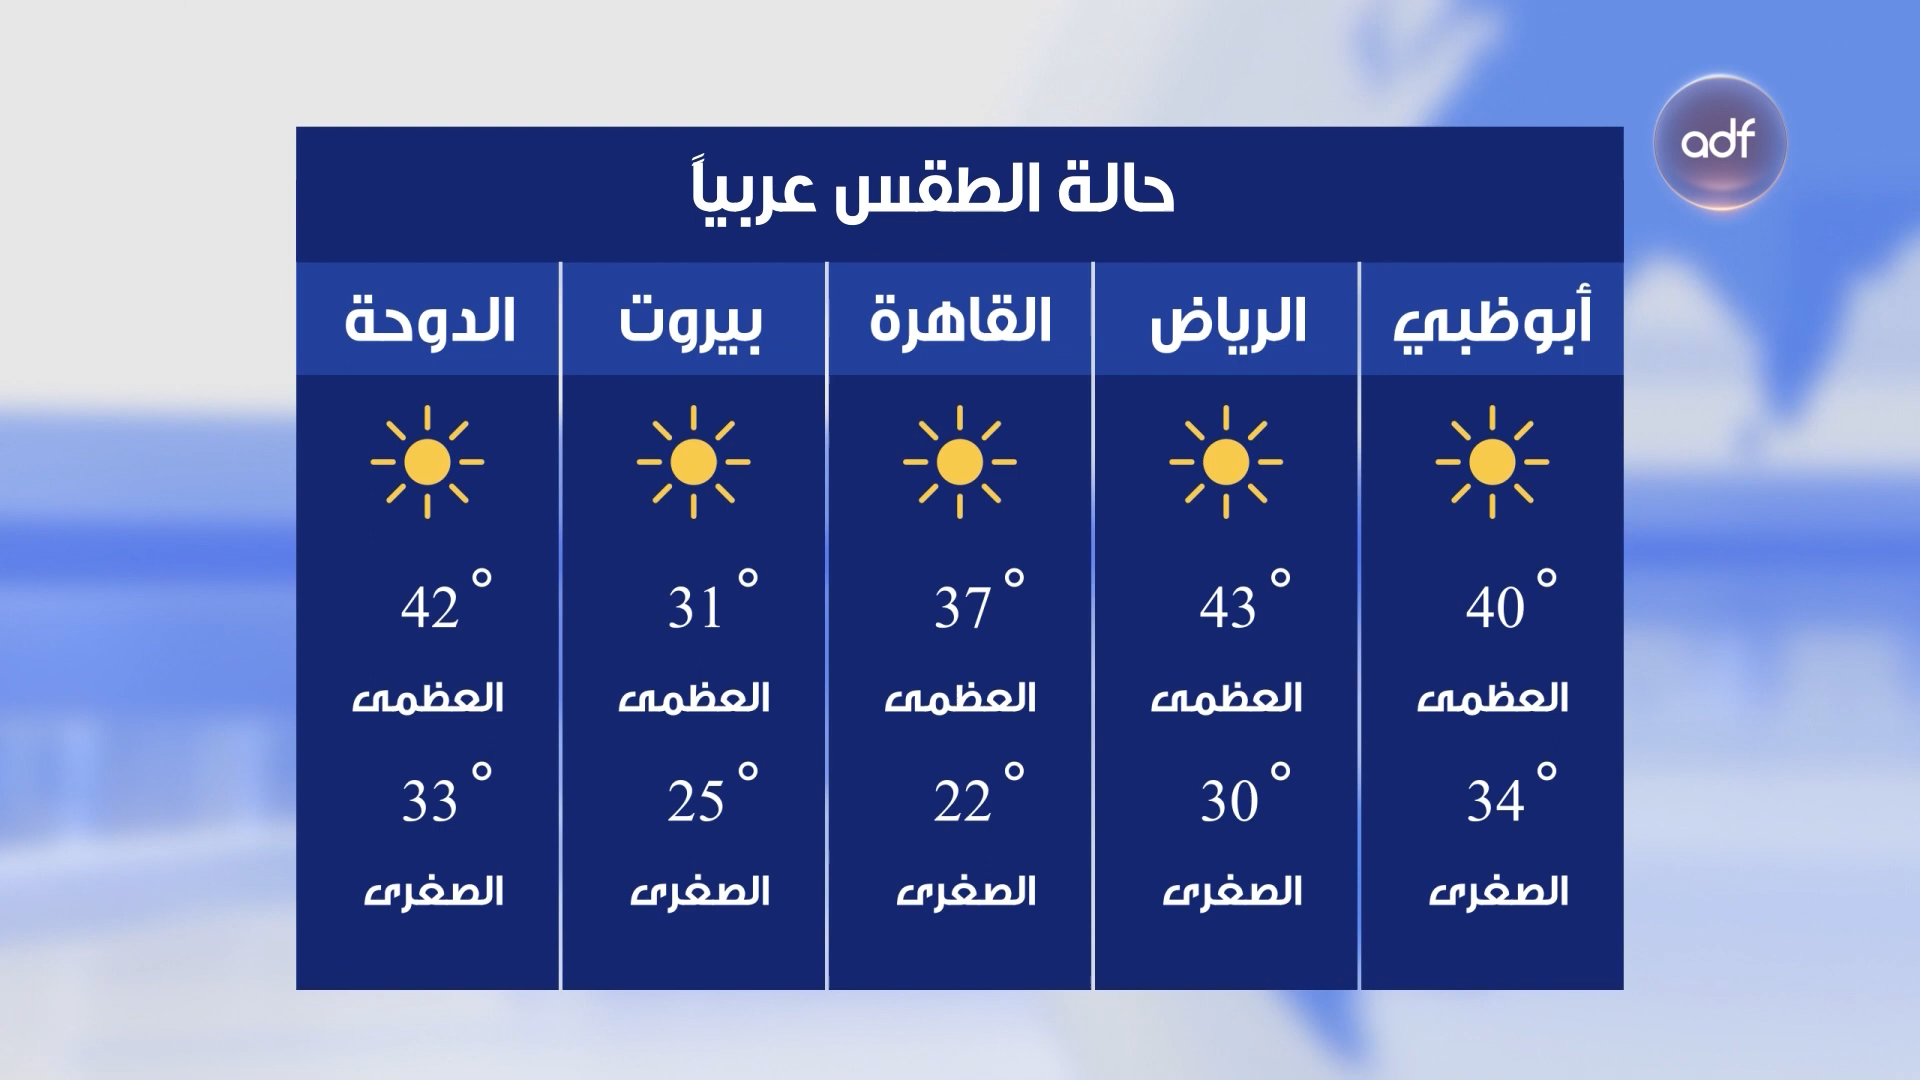 adf
حالة الطقس عربياً
أبوظبي الرياض القاهرة بيروت الدوحة
40° 43° 37° 31° 42°
العظمى العظمى العظمى العظمى العظمى
34° 30° 22° 25° 33°
الصغرى الصغرى الصغرى الصغرى الصغرى